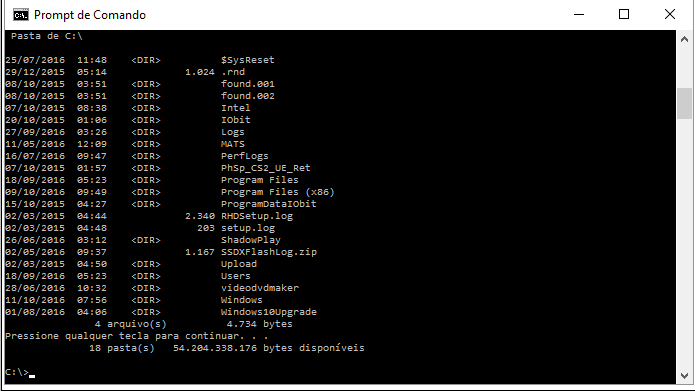 Prompt de Comando
Pasta de C:\
25/07/2016 11:48 <DIR> $SysReset
29/12/2015 05:14 1.024 .rnd
08/10/2015 03:51 <DIR> found.001
08/10/2015 03:51 <DIR> found.002
07/10/2015 08:38 <DIR> Intel
20/10/2015 01:06 <DIR> IObit
27/09/2016 03:26 <DIR> Logs
11/05/2016 12:09 <DIR> MATS
16/07/2016 09:47 <DIR> PerfLogs
07/10/2015 01:57 <DIR> PhSp_CS2_UE_Ret
18/09/2016 05:23 <DIR> Program Files
09/10/2016 09:49 <DIR> Program Files (x86)
15/10/2015 04:27 <DIR> ProgramDataIObit
02/03/2015 04:44 2.340 RHDSetup.log
02/03/2015 04:48 203 setup.log
26/06/2016 03:12 <DIR> ShadowPlay
02/05/2016 09:37 1.167 SSDXFlashLog.zip
02/03/2015 04:50 <DIR> Upload
18/09/2016 05:23 <DIR> Users
28/06/2016 10:32 <DIR> videodvdmaker
11/10/2016 07:56 <DIR> Windows
01/08/2016 04:06 <DIR> Windows10Upgrade
4 arquivo(s) 4.734 bytes
Pressione qualquer tecla para continuar. . .
18 pasta(s) 54.204.338.176 bytes disponíveis
C:\>